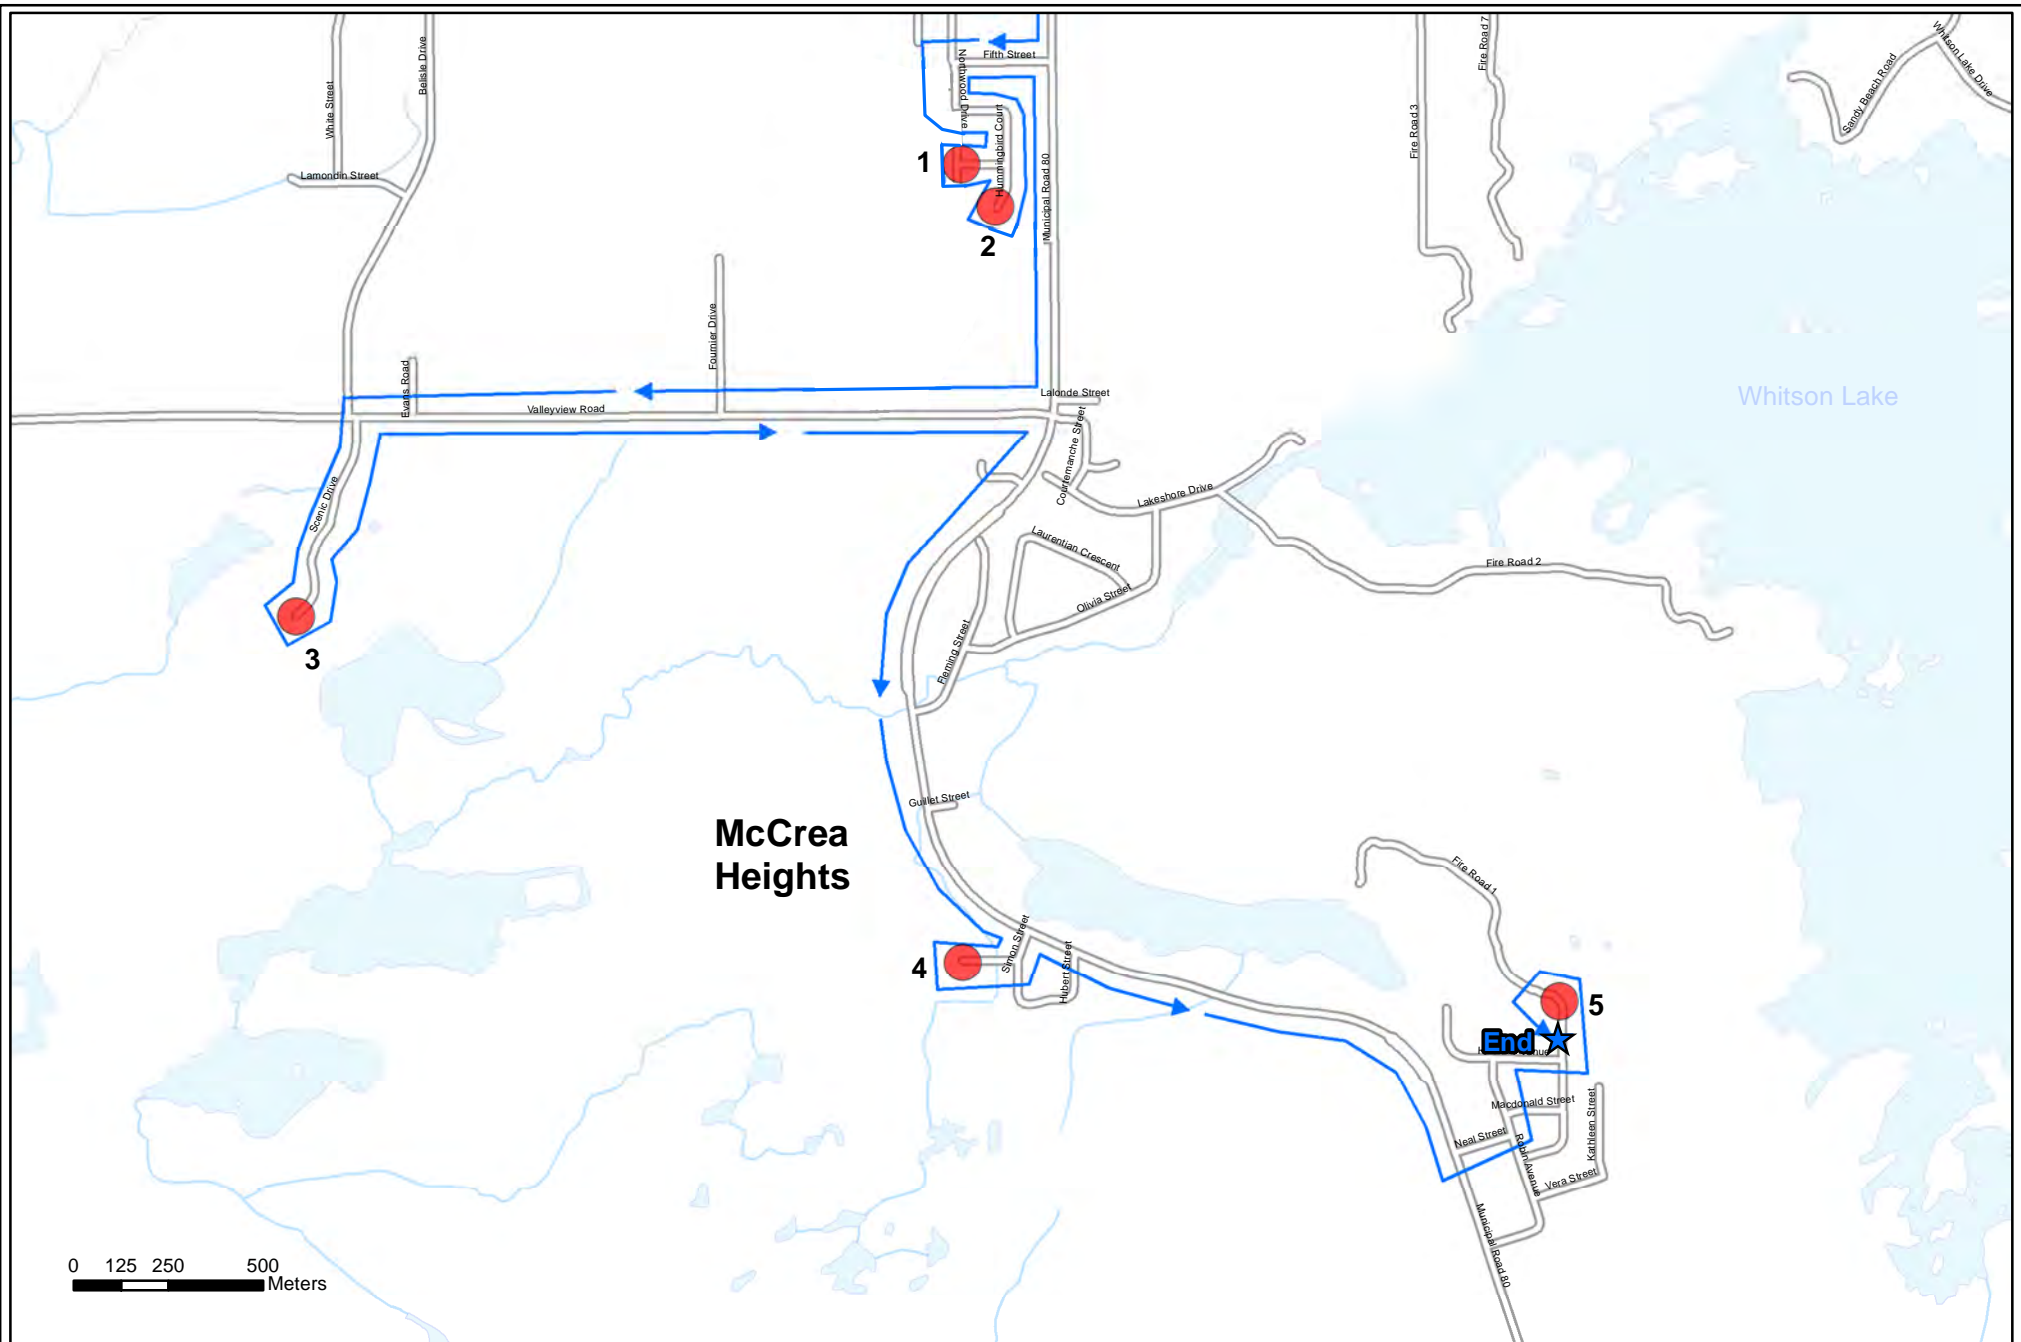 Fifth Street
Northwood Drive
Hummingbird Court
Municipal Road 80
White Street
Belisle Drive
Lamondin Street
Fire Road 3
Fire Road 7
Sandy Beach Road
Whitson Lake Drive
1
2
Fournier Drive
Evans Road
Valleyview Road
Lalonde Street
Whitson Lake
Courtemanche Street
Lakeshore Drive
Scenic Drive
Laurentian Crescent
Fire Road 2
Olivia Street
Fleming Street
3
Guillet Street
McCrea
Heights
Fire Road 1
Simon Street
Hubert Street
4
5
End
Macdonald Street
Neal Street
Robin Avenue
Kathleen Street
Vera Street
Municipal Road 80
0 125 250 500
Meters